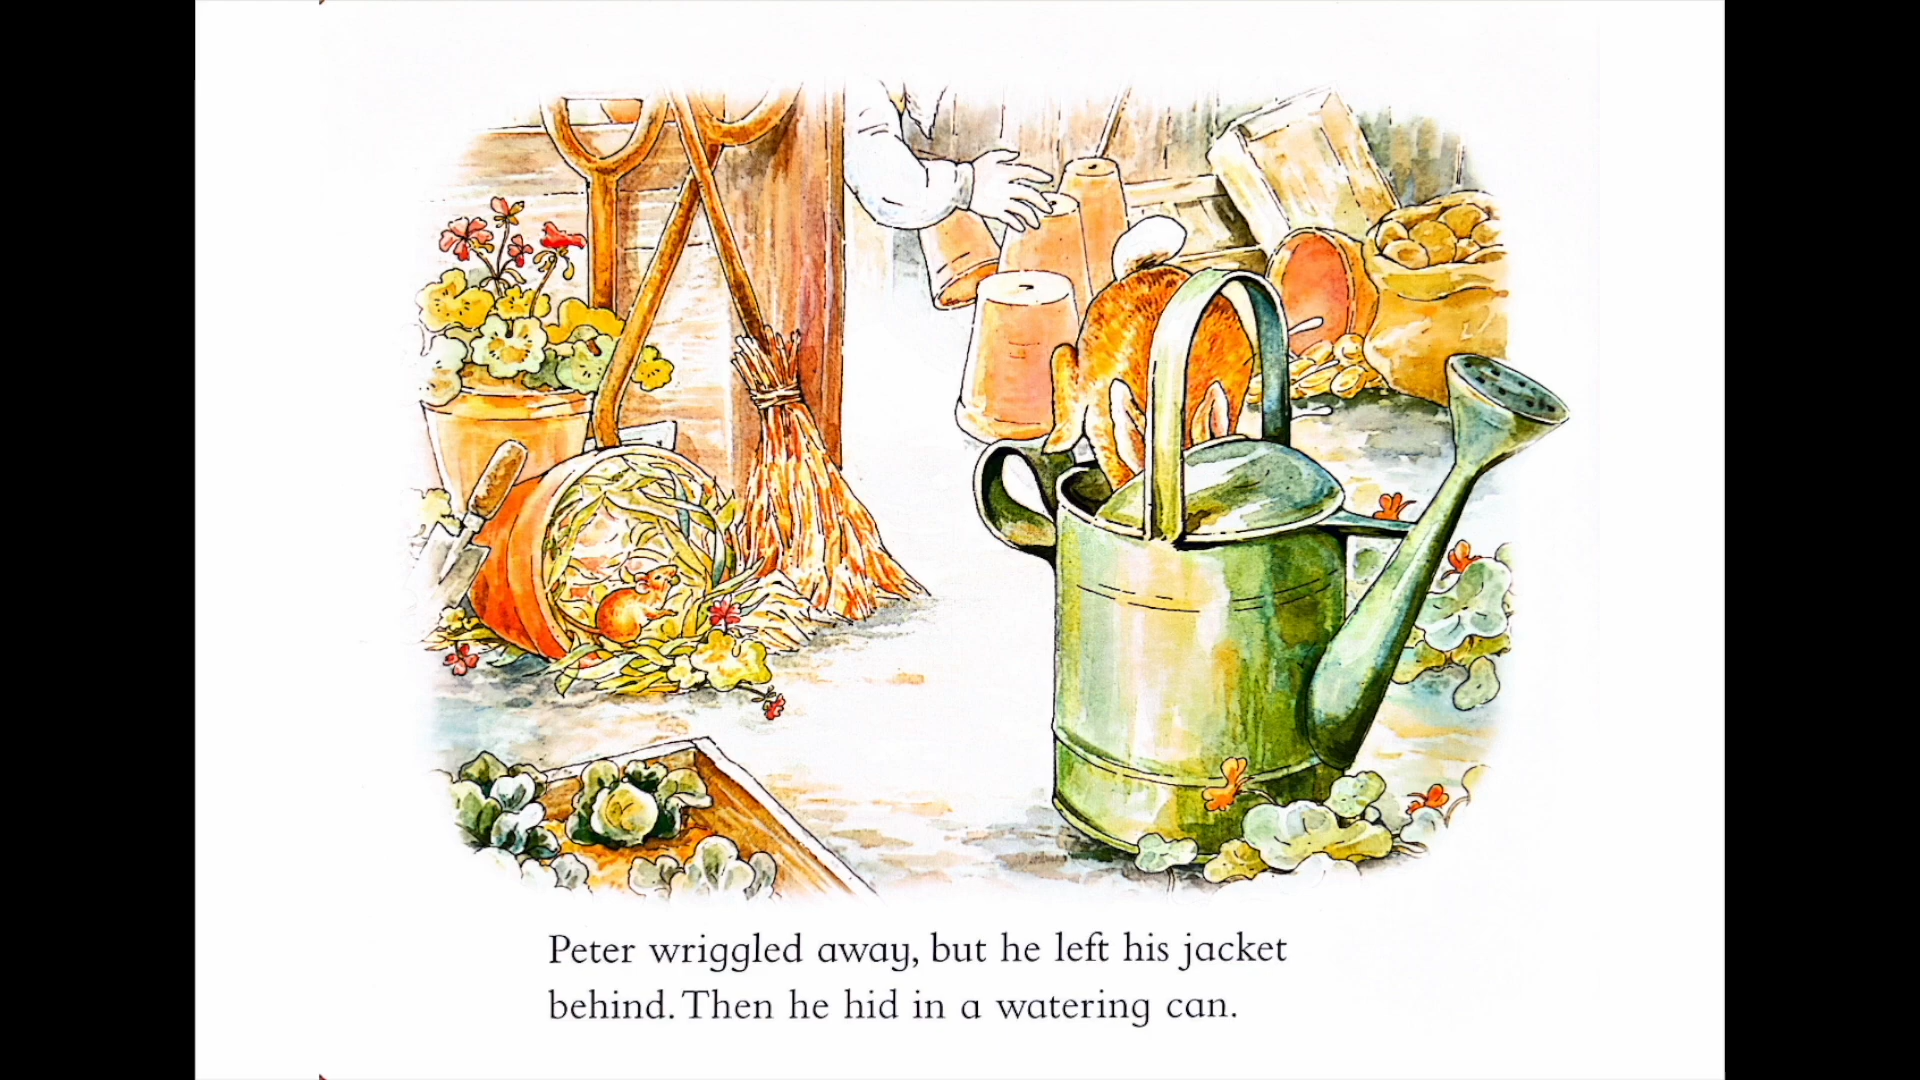 Peter wriggled away, but he left his jacket
behind. Then he hid in a watering can.